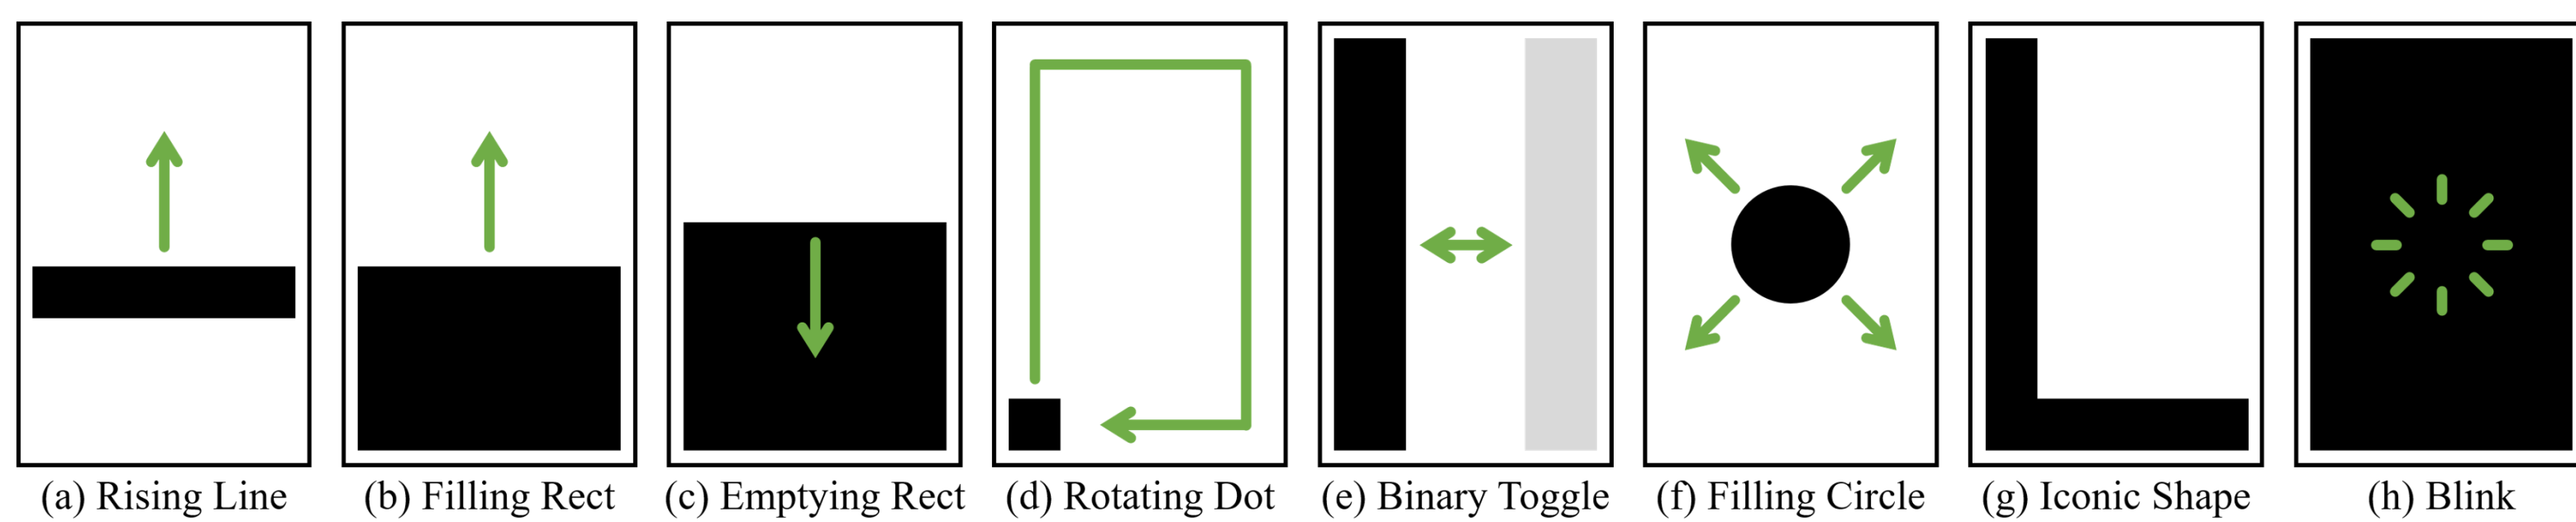 (a) Rising Line
(b) Filling Rect
(c) Emptying Rect
(d) Rotating Dot
(e) Binary Toggle
(f) Filling Circle
(g) Iconic Shape
(h) Blink